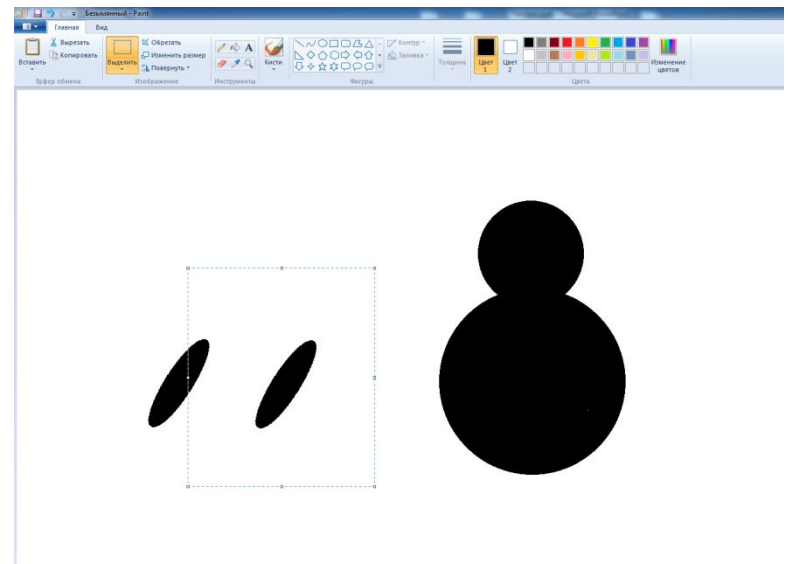 Безымянный - Paint
Главная Вид
Вставить
Вырезать
Копировать
Буфер обмена
Выделить
Обрезать
Изменить размер
Повернуть
Изображение
A
Инструменты
Кисти
Контур
Заливка
Фигуры
Толщина
Цвет 1
Цвет 2
Изменение цветов
Цвета